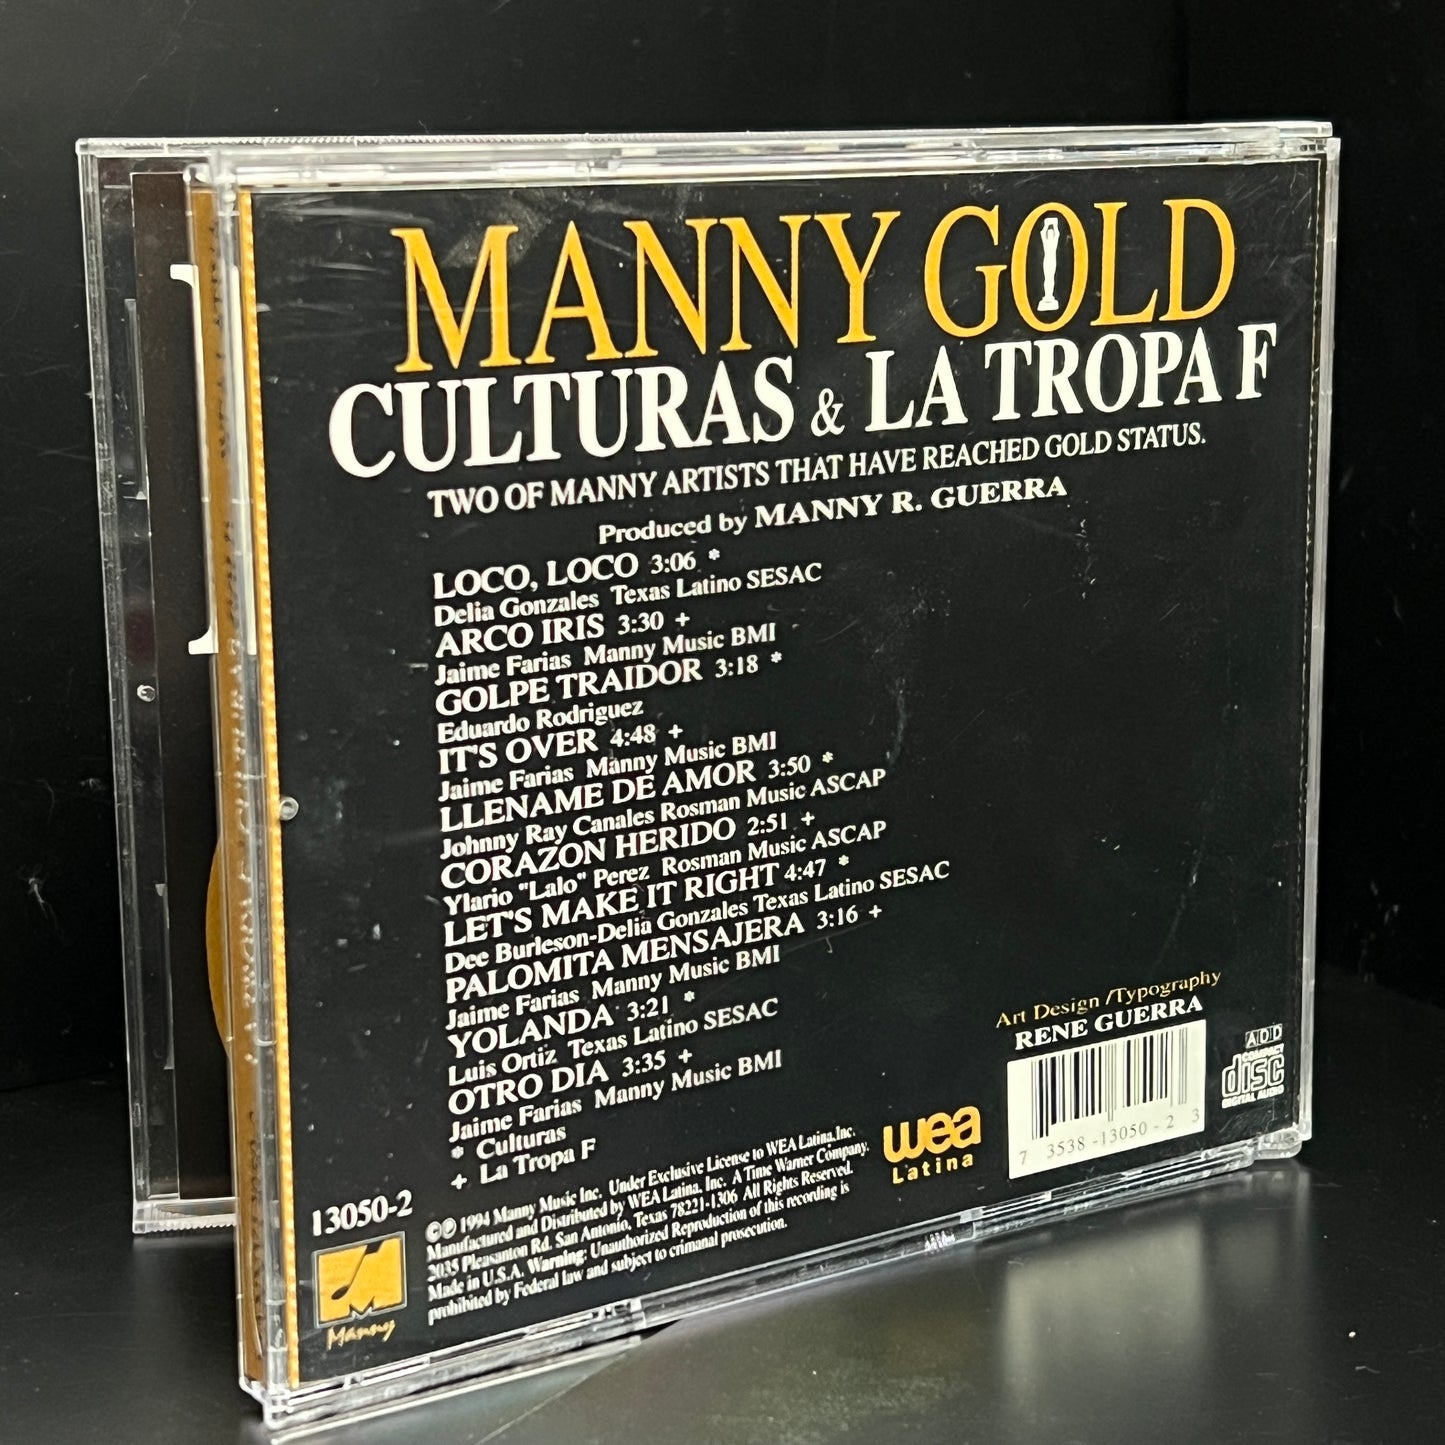 MANNY GOLD
CULTURAS & LA TROPA F
TWO OF MANNY ARTISTS THAT HAVE REACHED GOLD STATUS.
Produced by MANNY R. GUERRA
LOCO, LOCO 3:06 *
Delia Gonzales Texas Latino SESAC
ARCO IRIS 3:30 +
Jaime Farias Manny Music BMI
GOLPE TRAIDOR 3:18 *
Eduardo Rodriguez
IT'S OVER 4:48 +
Jaime Farias Manny Music BMI
LLENAME DE AMOR 3:50 *
Johnny Ray Canales Rosman Music ASCAP
CORAZON HERIDO 2:51 +
Ylario "Lalo" Perez Rosman Music ASCAP
LET'S MAKE IT RIGHT 4:47 *
Dee Burleson-Delia Gonzales Texas Latino SESAC
PALOMITA MENSAJERA 3:16 +
Jaime Farias Manny Music BMI
YOLANDA 3:21 *
Luis Ortiz Texas Latino SESAC
OTRO DIA 3:35 +
Jaime Farias Manny Music BMI
* Culturas
+ La Tropa F
Art Design /Typography
RENE GUERRA
7 3538 -13050 - 2 3
ADD
COMPACT
disc
DIGITAL AUDIO
wea
Latina
13050-2
Manny
©℗ 1994 Manny Music Inc. Under Exclusive License to WEA Latina,Inc.
Manufactured and Distributed by WEA Latina, Inc. A Time Warner Company.
2035 Pleasanton Rd. San Antonio, Texas 78221-1306 All Rights Reserved.
Made in U.S.A. Warning: Unauthorized Reproduction of this recording is
prohibited by Federal law and subject to crimanal prosecution.